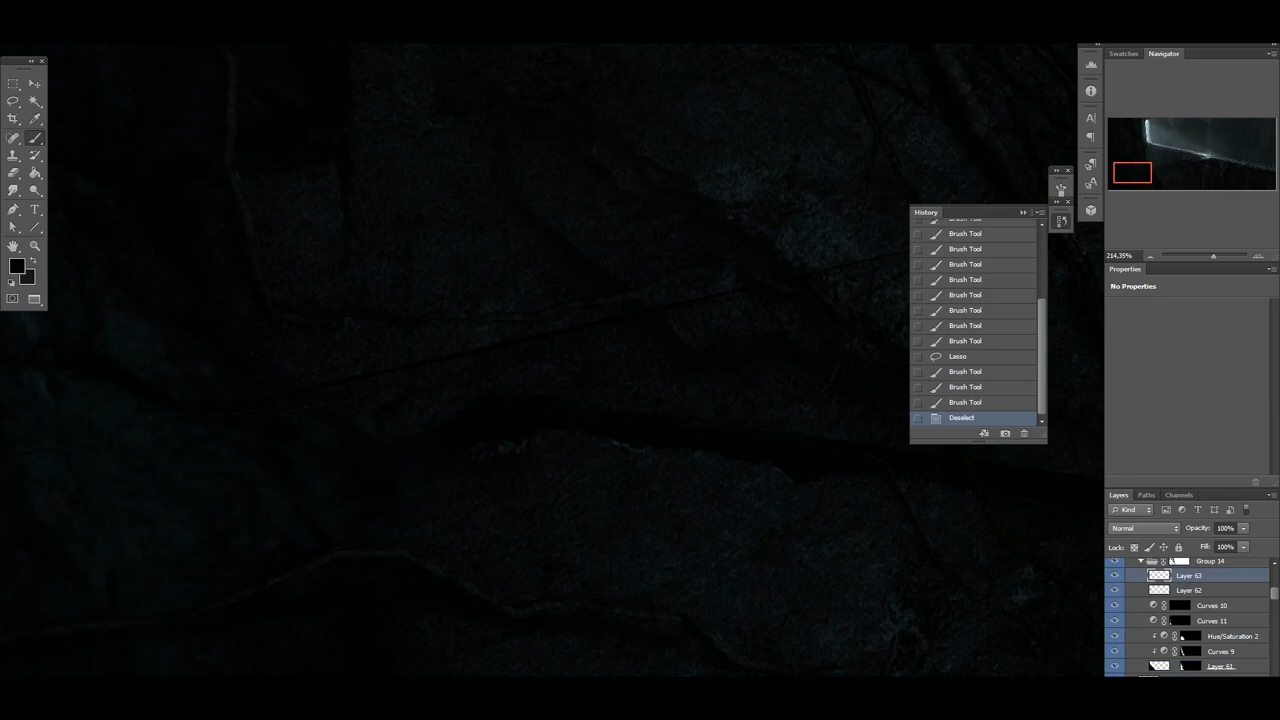 Swatches Navigator
214,35%
Properties
No Properties
History
Brush Tool
Brush Tool
Brush Tool
Brush Tool
Brush Tool
Brush Tool
Brush Tool
Brush Tool
Brush Tool
Lasso
Brush Tool
Brush Tool
Brush Tool
Deselect
Layers Paths Channels
Kind
Normal Opacity: 100%
Lock: Fill: 100%
Group 14
Layer 63
Layer 62
Curves 10
Curves 11
Hue/Saturation 2
Curves 9
Layer 61